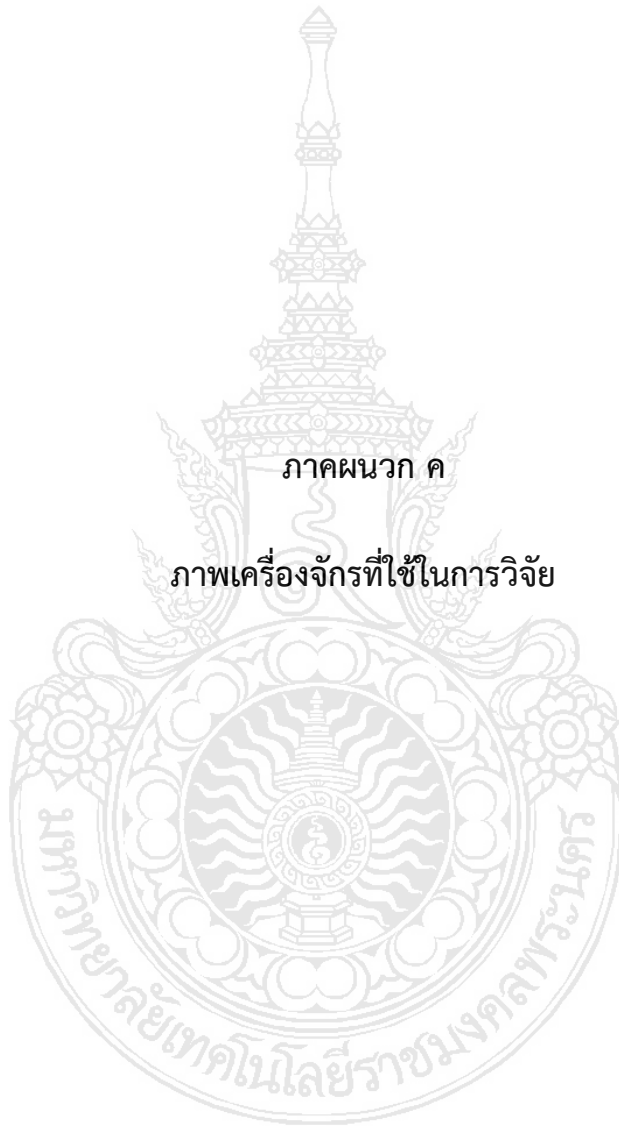 ภาคผนวก ค
ภาพเครื่องจักรที่ใช้ในการวิจัย
มหาวิทยาลัยเทคโนโลยีราชมงคลพระนคร